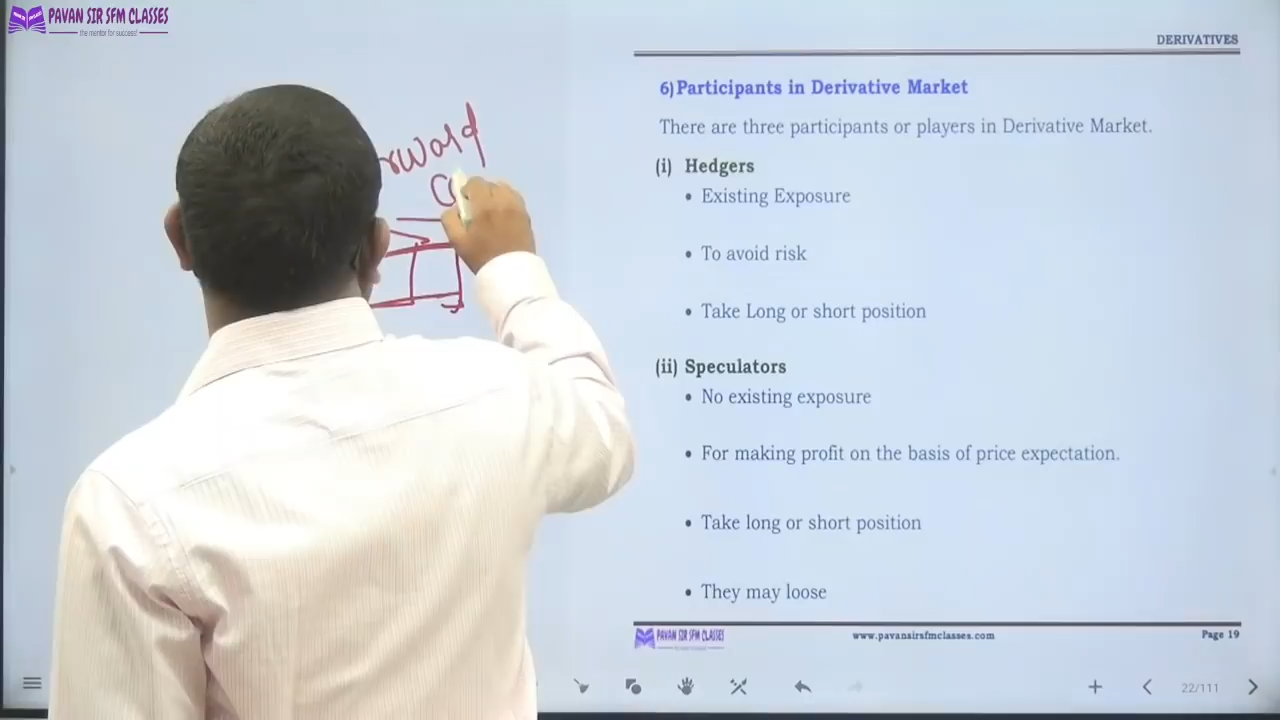 PAVAN SIR SFM CLASSES
the mentor for success!
DERIVATIVES
6) Participants in Derivative Market
There are three participants or players in Derivative Market.
(i) Hedgers
• Existing Exposure
• To avoid risk
• Take Long or short position
(ii) Speculators
• No existing exposure
• For making profit on the basis of price expectation.
• Take long or short position
• They may loose
PAVAN SIR SFM CLASSES
www.pavansirsfmclasses.com
Page 19
22/111